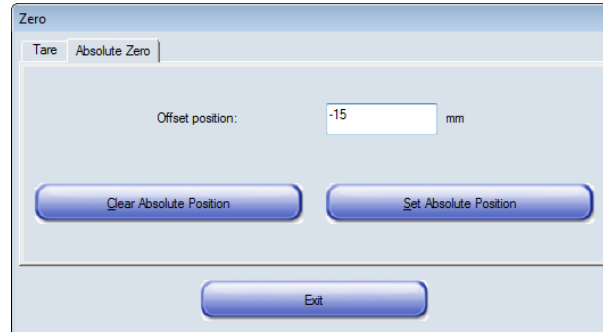 Zero
Tare Absolute Zero
Offset position: -15 mm
Clear Absolute Position Set Absolute Position
Exit